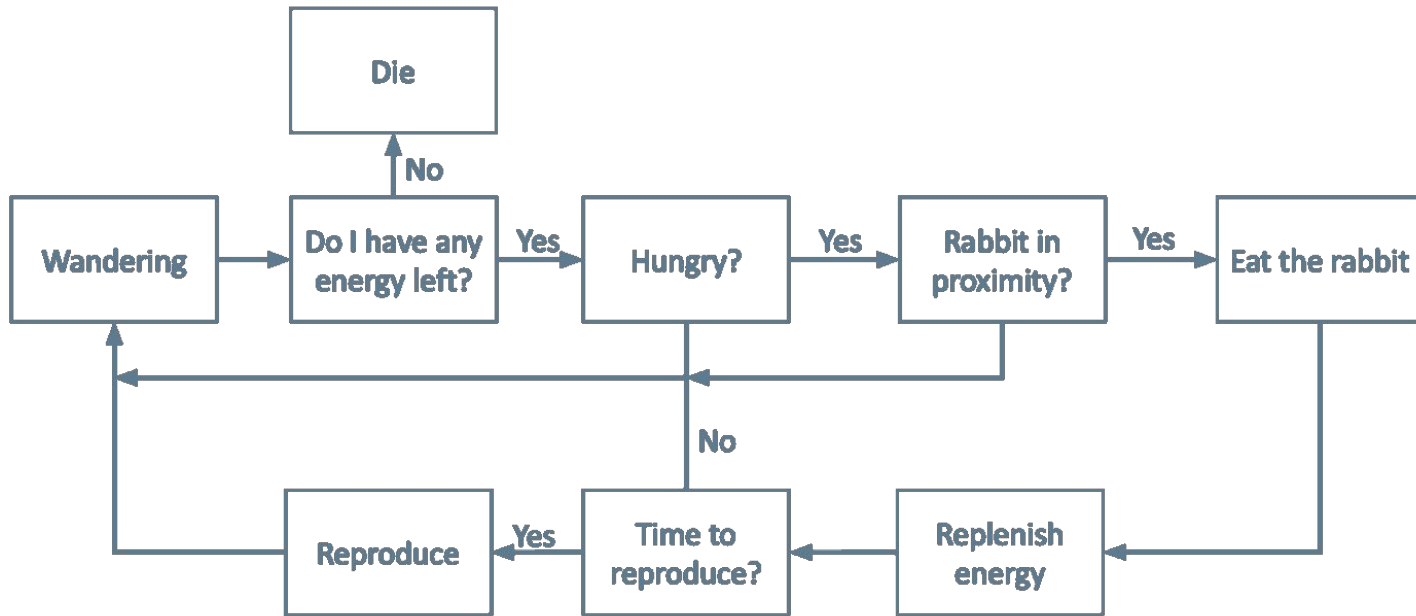 Die
No
Wandering
Do I have any
energy left?
Yes
Hungry?
Yes
Rabbit in
proximity?
Yes
Eat the rabbit
No
Reproduce
Yes
Time to
reproduce?
Replenish
energy